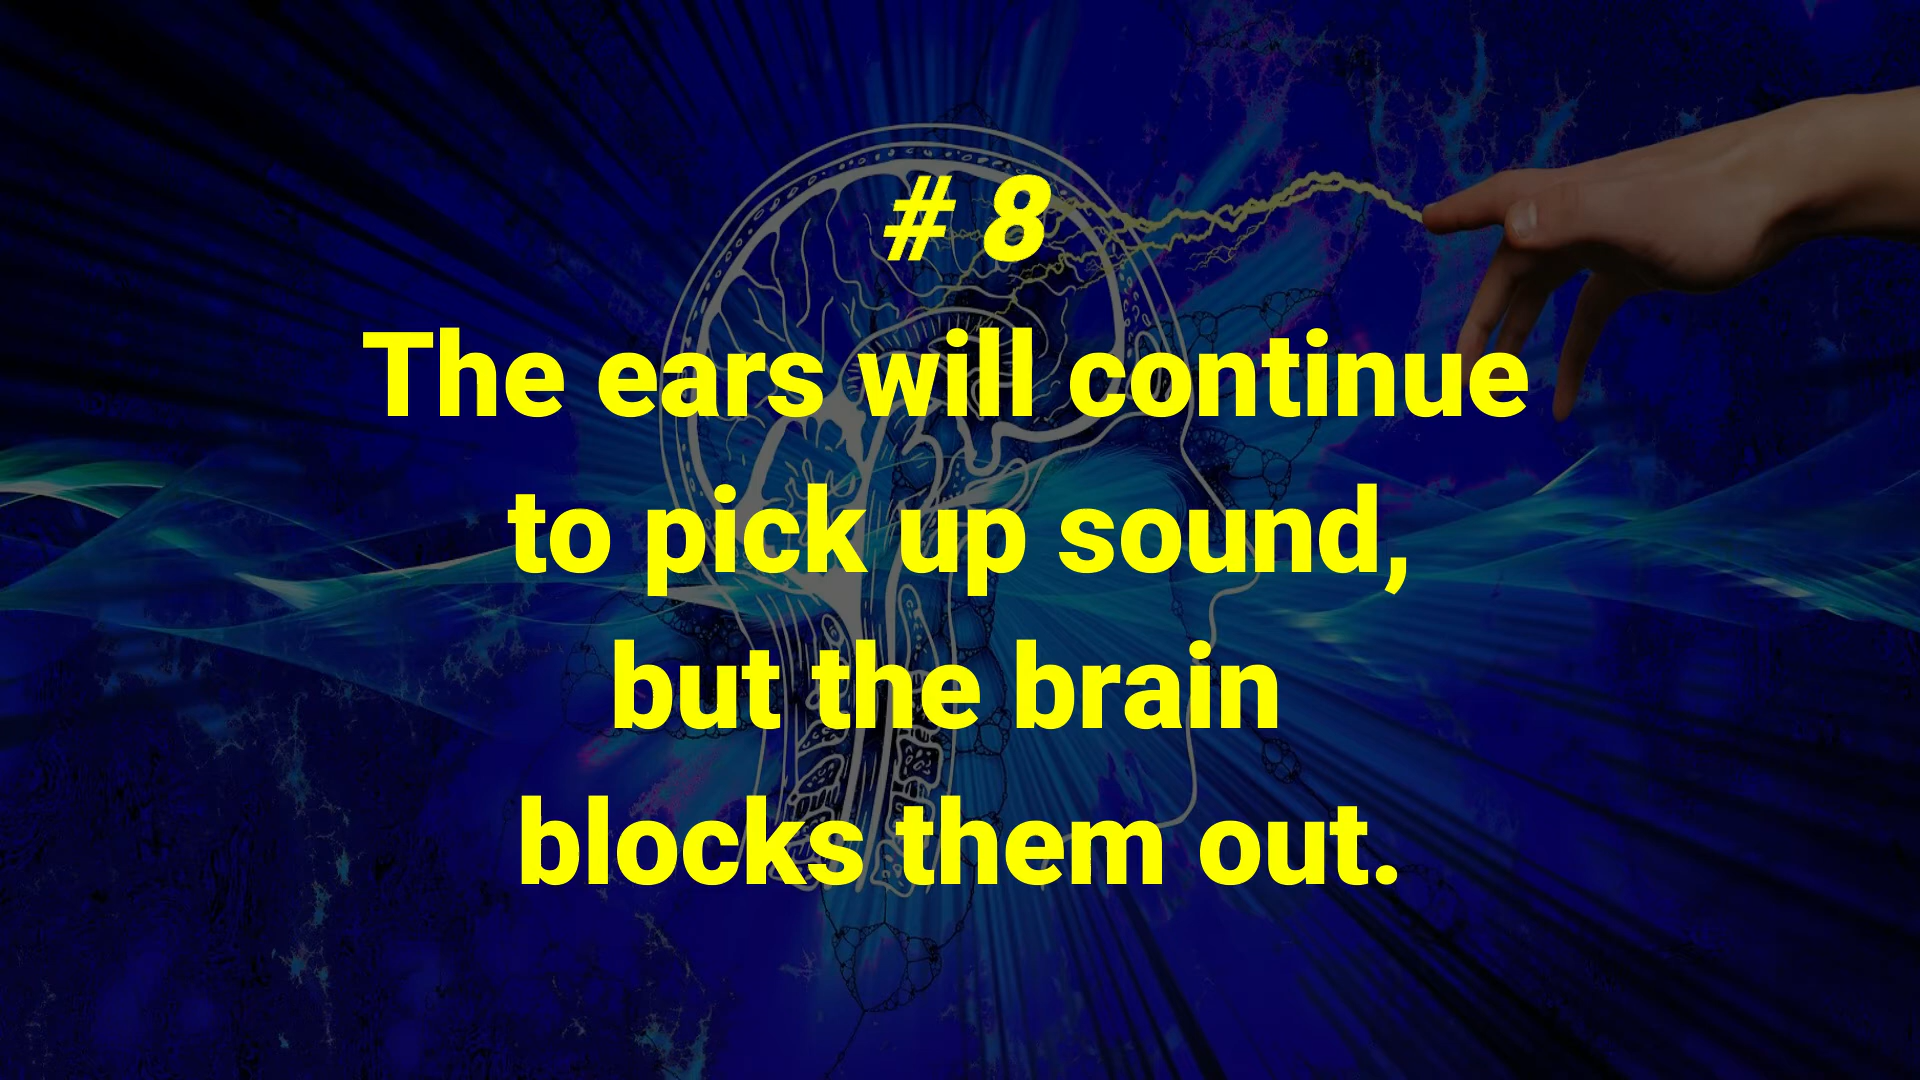 # 8
The ears will continue
to pick up sound,
but the brain
blocks them out.